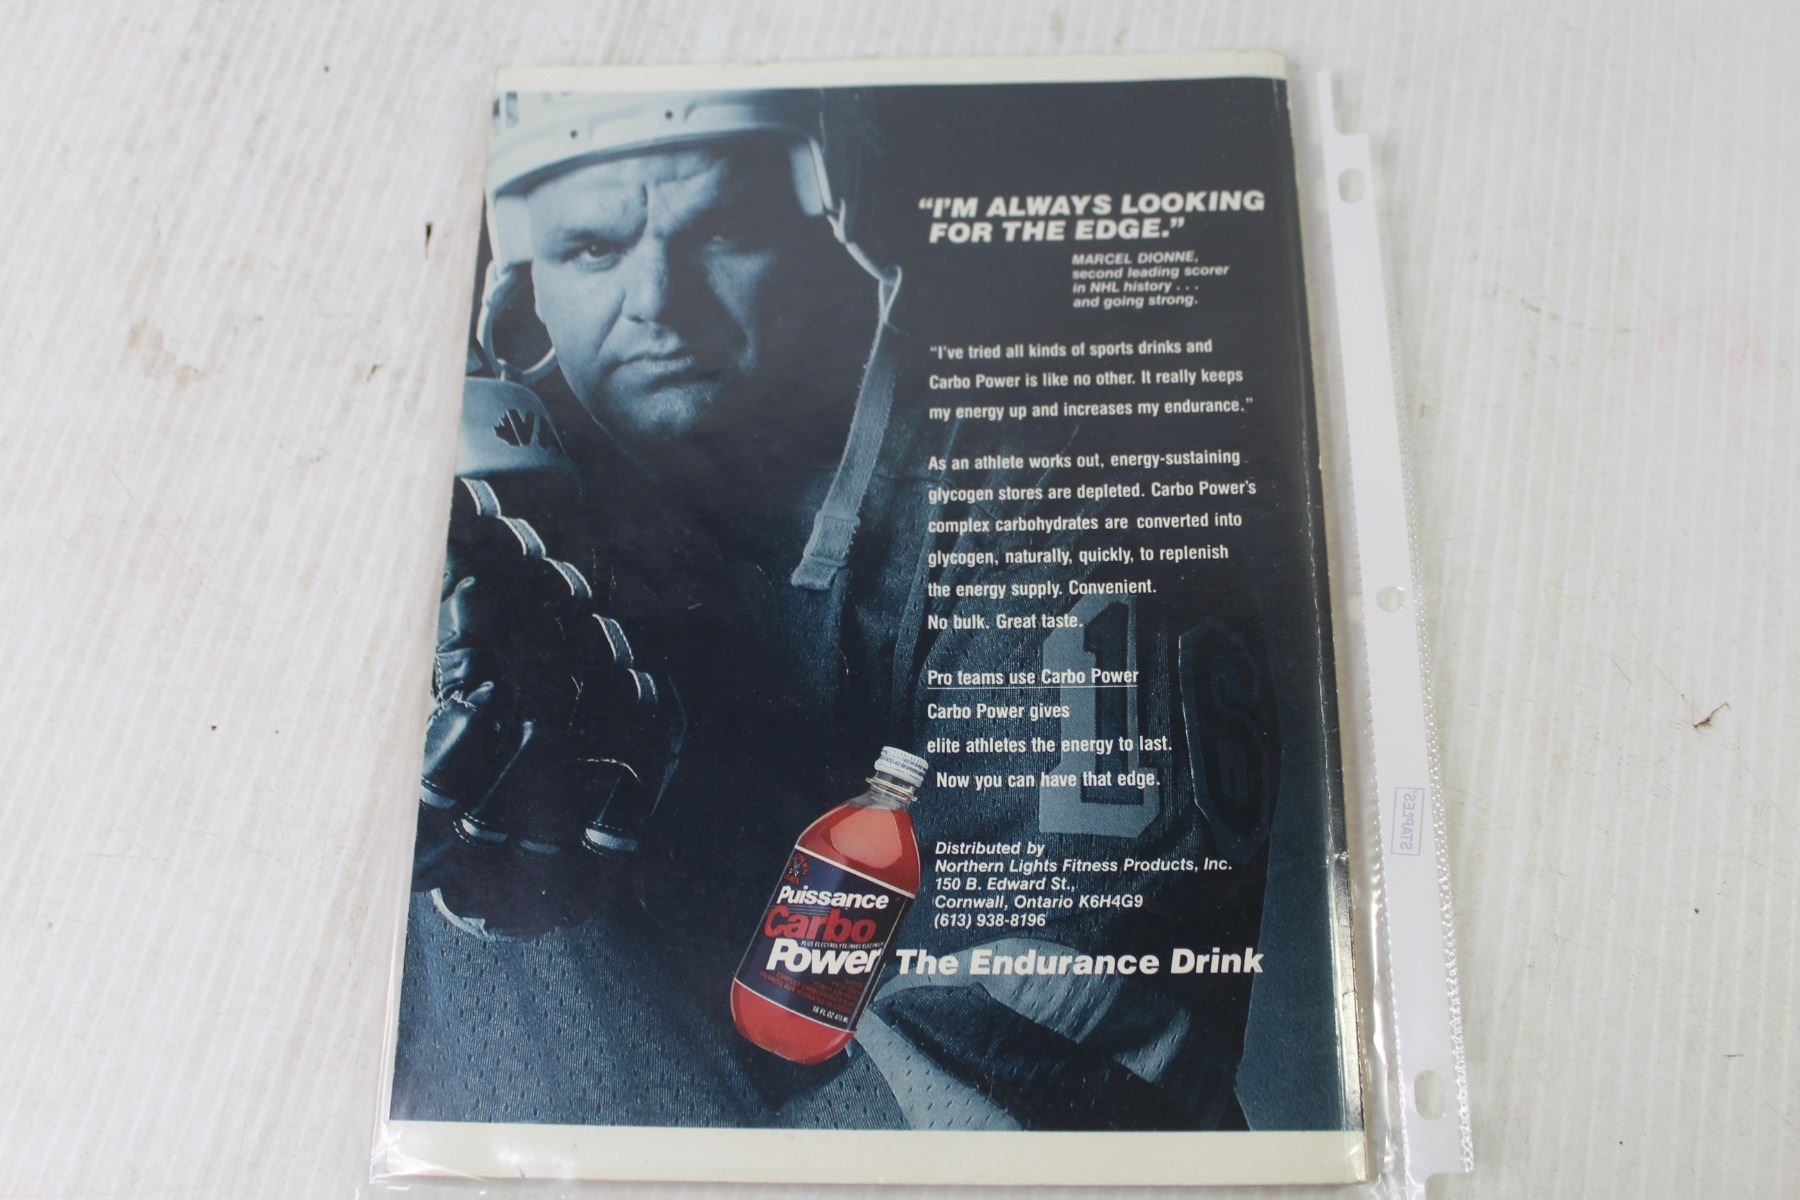 "I'M ALWAYS LOOKING
FOR THE EDGE."
MARCEL DIONNE,
second leading scorer
in NHL history . . .
and going strong.
"I've tried all kinds of sports drinks and
Carbo Power is like no other. It really keeps
my energy up and increases my endurance."
As an athlete works out, energy-sustaining
glycogen stores are depleted. Carbo Power's
complex carbohydrates are converted into
glycogen, naturally, quickly, to replenish
the energy supply. Convenient.
No bulk. Great taste.
Pro teams use Carbo Power
Carbo Power gives
elite athletes the energy to last.
Now you can have that edge.
16
Distributed by
Northern Lights Fitness Products, Inc.
150 B. Edward St.,
Cornwall, Ontario K6H4G9
(613) 938-8196
The Endurance Drink
Puissance
Carbo
Power
16 FL OZ
STAPLES